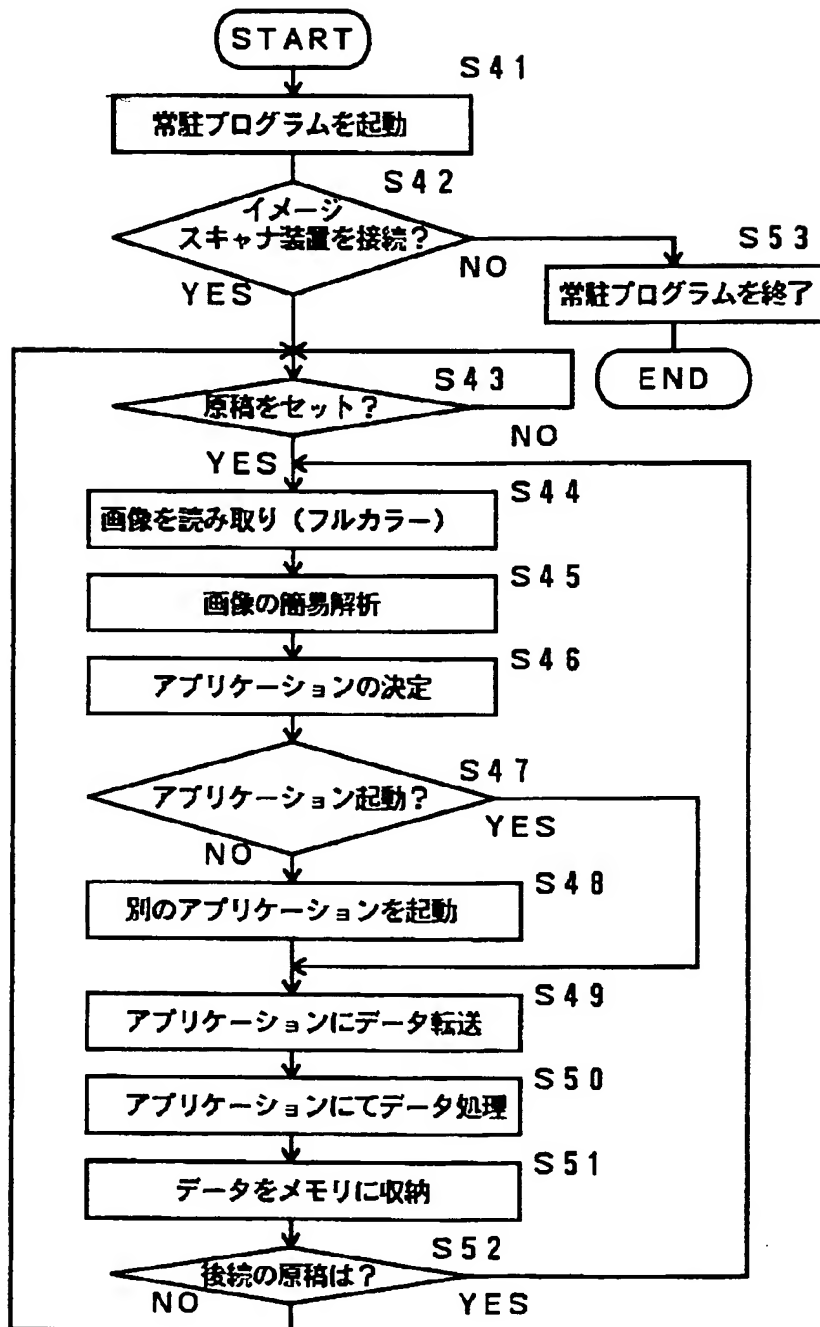 START
S41
常駐プログラムを起動
S42
イメージ
スキャナ装置を接続?
NO
YES
S53
常駐プログラムを終了
END
S43
原稿をセット?
NO
YES
S44
画像を読み取り(フルカラー)
S45
画像の簡易解析
S46
アプリケーションの決定
S47
アプリケーション起動?
YES
NO
S48
別のアプリケーションを起動
S49
アプリケーションにデータ転送
S50
アプリケーションにてデータ処理
S51
データをメモリに収納
S52
後続の原稿は?
NO
YES